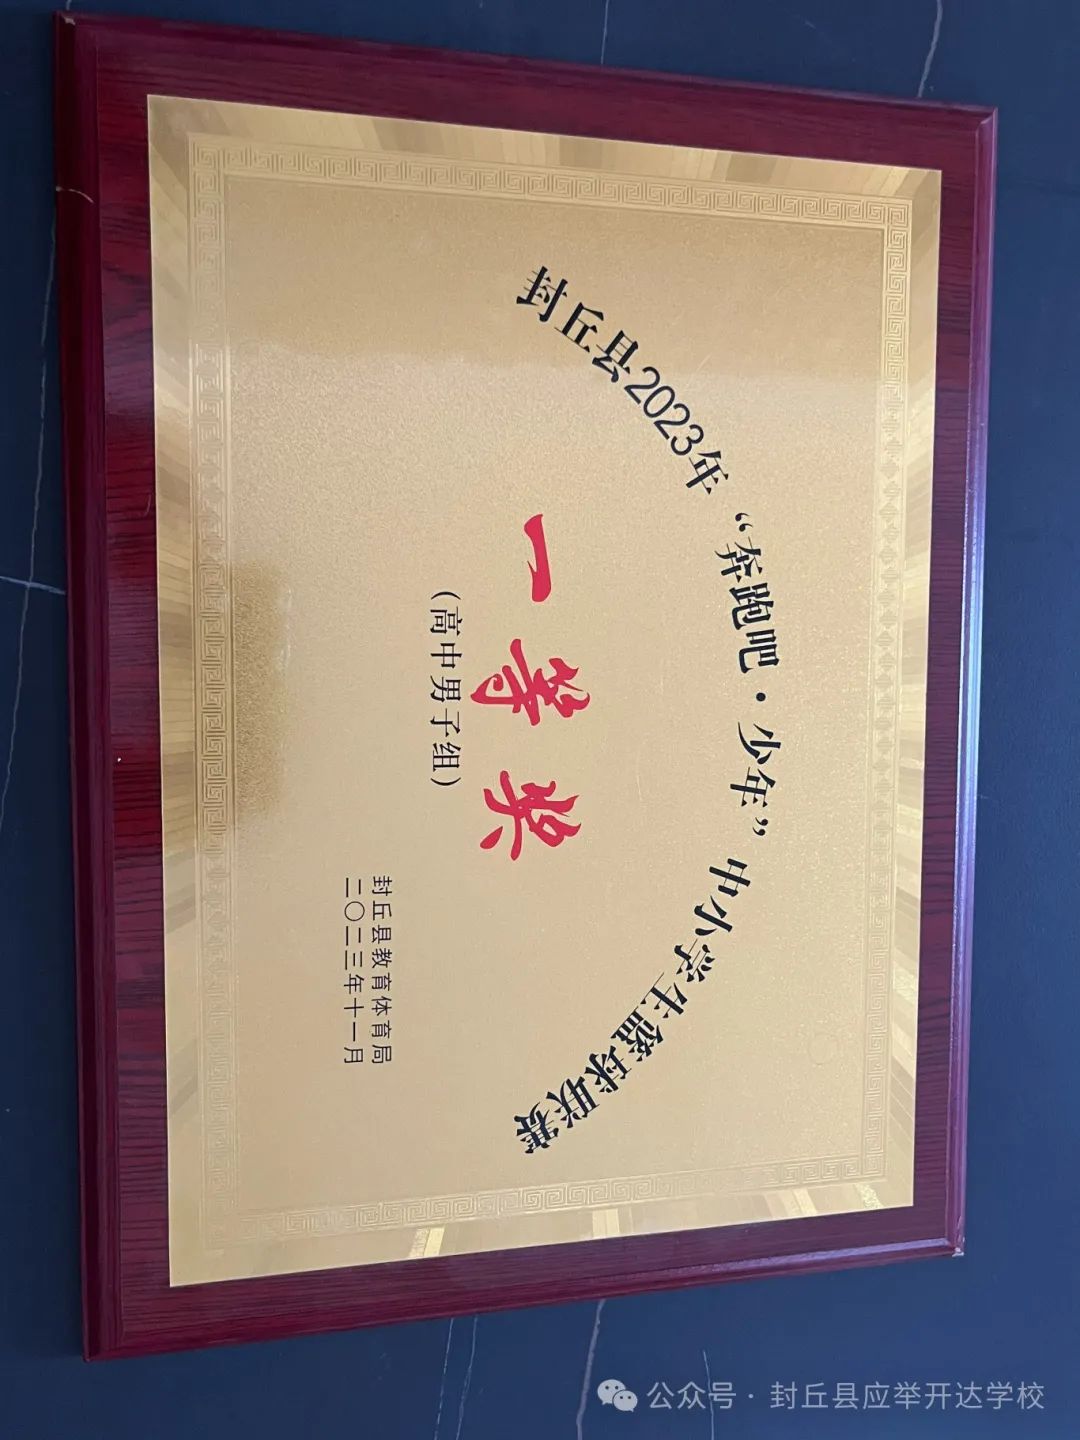 封丘县2023年“奔跑吧·少年”中小学生篮球联赛
一等奖
(高中男子组)
封丘县教育体育局
二〇二三年十一月
公众号·封丘县应举开达学校